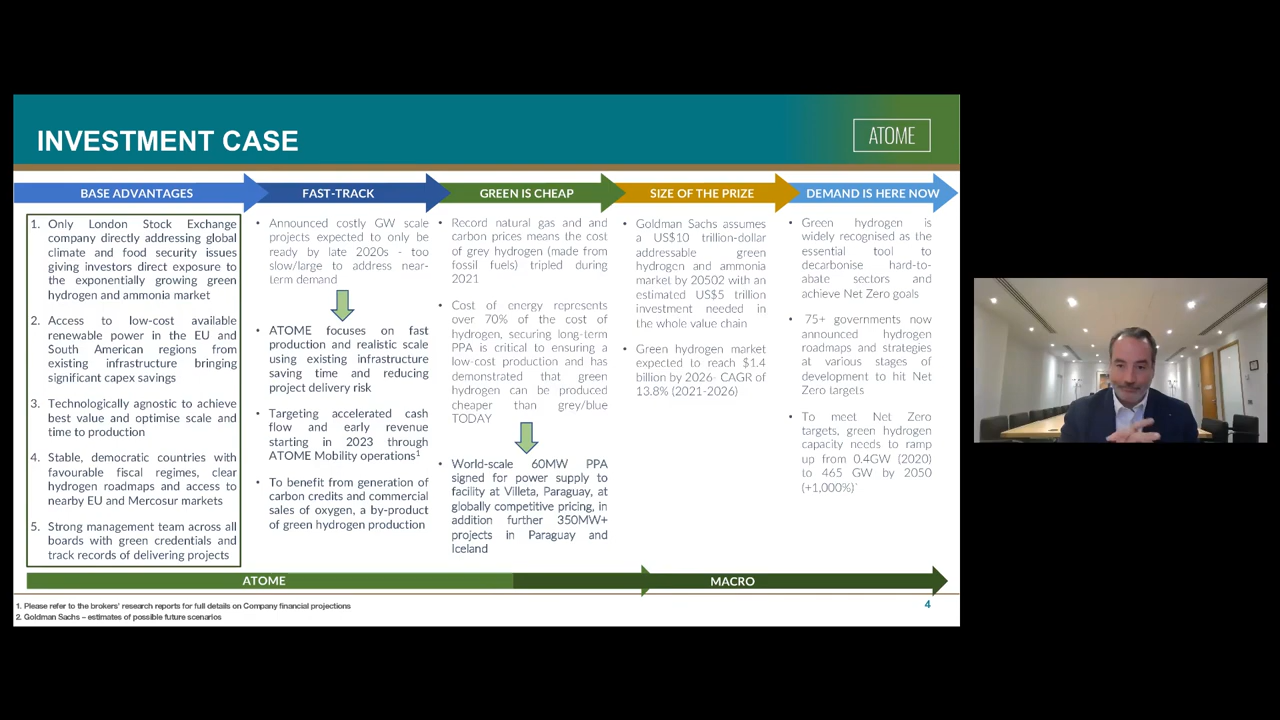 INVESTMENT CASE
ATOME
BASE ADVANTAGES
FAST-TRACK
GREEN IS CHEAP
SIZE OF THE PRIZE
DEMAND IS HERE NOW
1. Only London Stock Exchange
company directly addressing global
climate and food security issues
giving investors direct exposure to
the exponentially growing green
hydrogen and ammonia market
2. Access to low-cost available
renewable power in the EU and
South American regions from
existing infrastructure bringing
significant capex savings
3. Technologically agnostic to achieve
best value and optimise scale and
time to production
4. Stable, democratic countries with
favourable fiscal regimes, clear
hydrogen roadmaps and access to
nearby EU and Mercosur markets
5. Strong management team across all
boards with green credentials and
track records of delivering projects
• Announced costly GW scale
projects expected to only be
ready by late 2020s - too
slow/large to address near-
term demand
• ATOME focuses on fast
production and realistic scale
using existing infrastructure
saving time and reducing
project delivery risk
• Targeting accelerated cash
flow and early revenue
starting in 2023 through
ATOME Mobility operations¹
• To benefit from generation of
carbon credits and commercial
sales of oxygen, a by-product
of green hydrogen production
• Record natural gas and and
carbon prices means the cost
of grey hydrogen (made from
fossil fuels) tripled during
2021
• Cost of energy represents
over 70% of the cost of
hydrogen, securing long-term
PPA is critical to ensuring a
low-cost production and has
demonstrated that green
hydrogen can be produced
cheaper than grey/blue
TODAY
• World-scale 60MW PPA
signed for power supply to
facility at Villeta, Paraguay, at
globally competitive pricing, in
addition further 350MW+
projects in Paraguay and
Iceland
• Goldman Sachs assumes
a US$10 trillion-dollar
addressable green
hydrogen and ammonia
market by 20502 with an
estimated US$5 trillion
investment needed in
the whole value chain
• Green hydrogen market
expected to reach $1.4
billion by 2026- CAGR of
13.8% (2021-2026)
• Green hydrogen is
widely recognised as the
essential tool to
decarbonise hard-to-
abate sectors and
achieve Net Zero goals
• 75+ governments now
announced hydrogen
roadmaps and strategies
at various stages of
development to hit Net
Zero targets
• To meet Net Zero
targets, green hydrogen
capacity needs to ramp
up from 0.4GW (2020)
to 465 GW by 2050
(+1,000%)`
ATOME
MACRO
1. Please refer to the brokers' research reports for full details on Company financial projections
2. Goldman Sachs – estimates of possible future scenarios
4